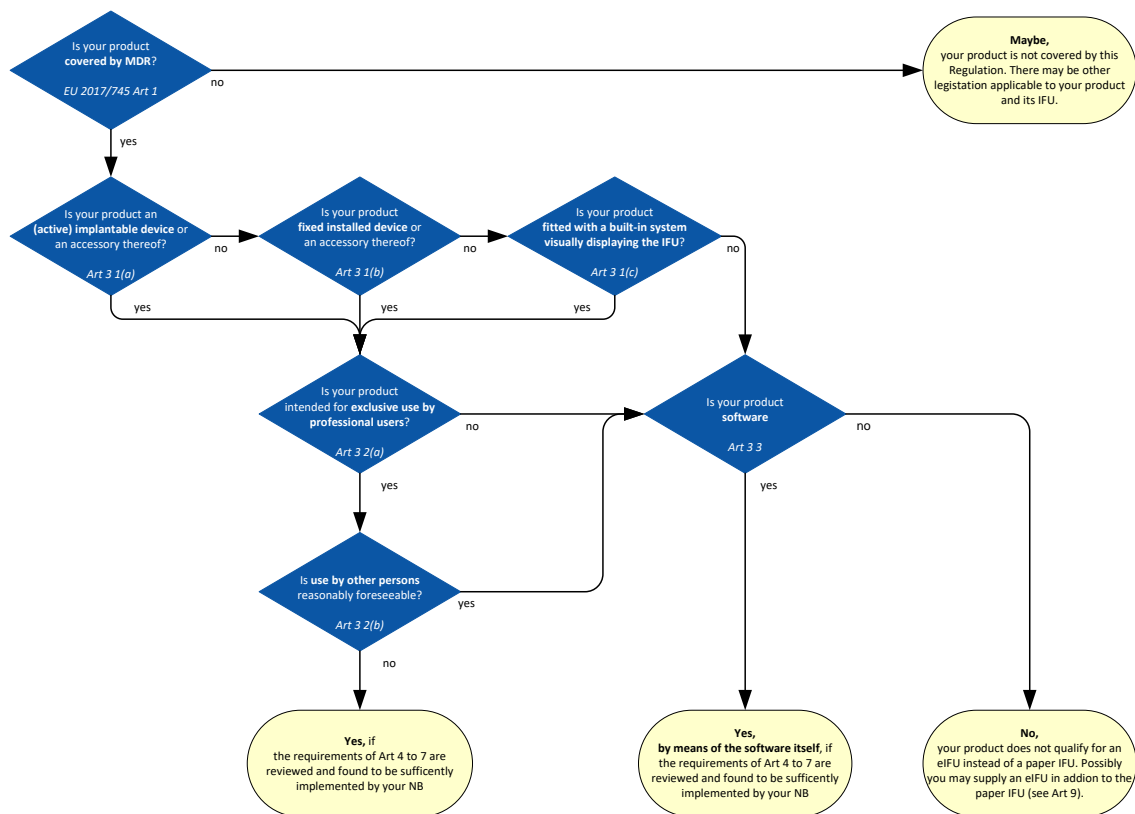 Is your product
covered by MDR?
EU 2017/745 Art 1
no
Maybe,
your product is not covered by this
Regulation. There may be other
legistation applicable to your product
and its IFU.
yes
Is your product an
(active) implantable device or
an accessory thereof?
Art 3 1(a)
no
Is your product
fixed installed device or
an accessory thereof?
Art 3 1(b)
no
Is your product
fitted with a built-in system
visually displaying the IFU?
Art 3 1(c)
no
yes
yes
yes
Is your product
intended for exclusive use by
professional users?
Art 3 2(a)
no
Is your product
software
Art 3 3
no
yes
yes
Is use by other persons
reasonably foreseeable?
Art 3 2(b)
yes
no
Yes, if
the requirements of Art 4 to 7 are
reviewed and found to be sufficently
implemented by your NB
Yes,
by means of the software itself, if
the requirements of Art 4 to 7 are
reviewed and found to be sufficently
implemented by your NB
No,
your product does not qualify for an
eIFU instead of a paper IFU. Possibly
you may supply an eIFU in addion to the
paper IFU (see Art 9).